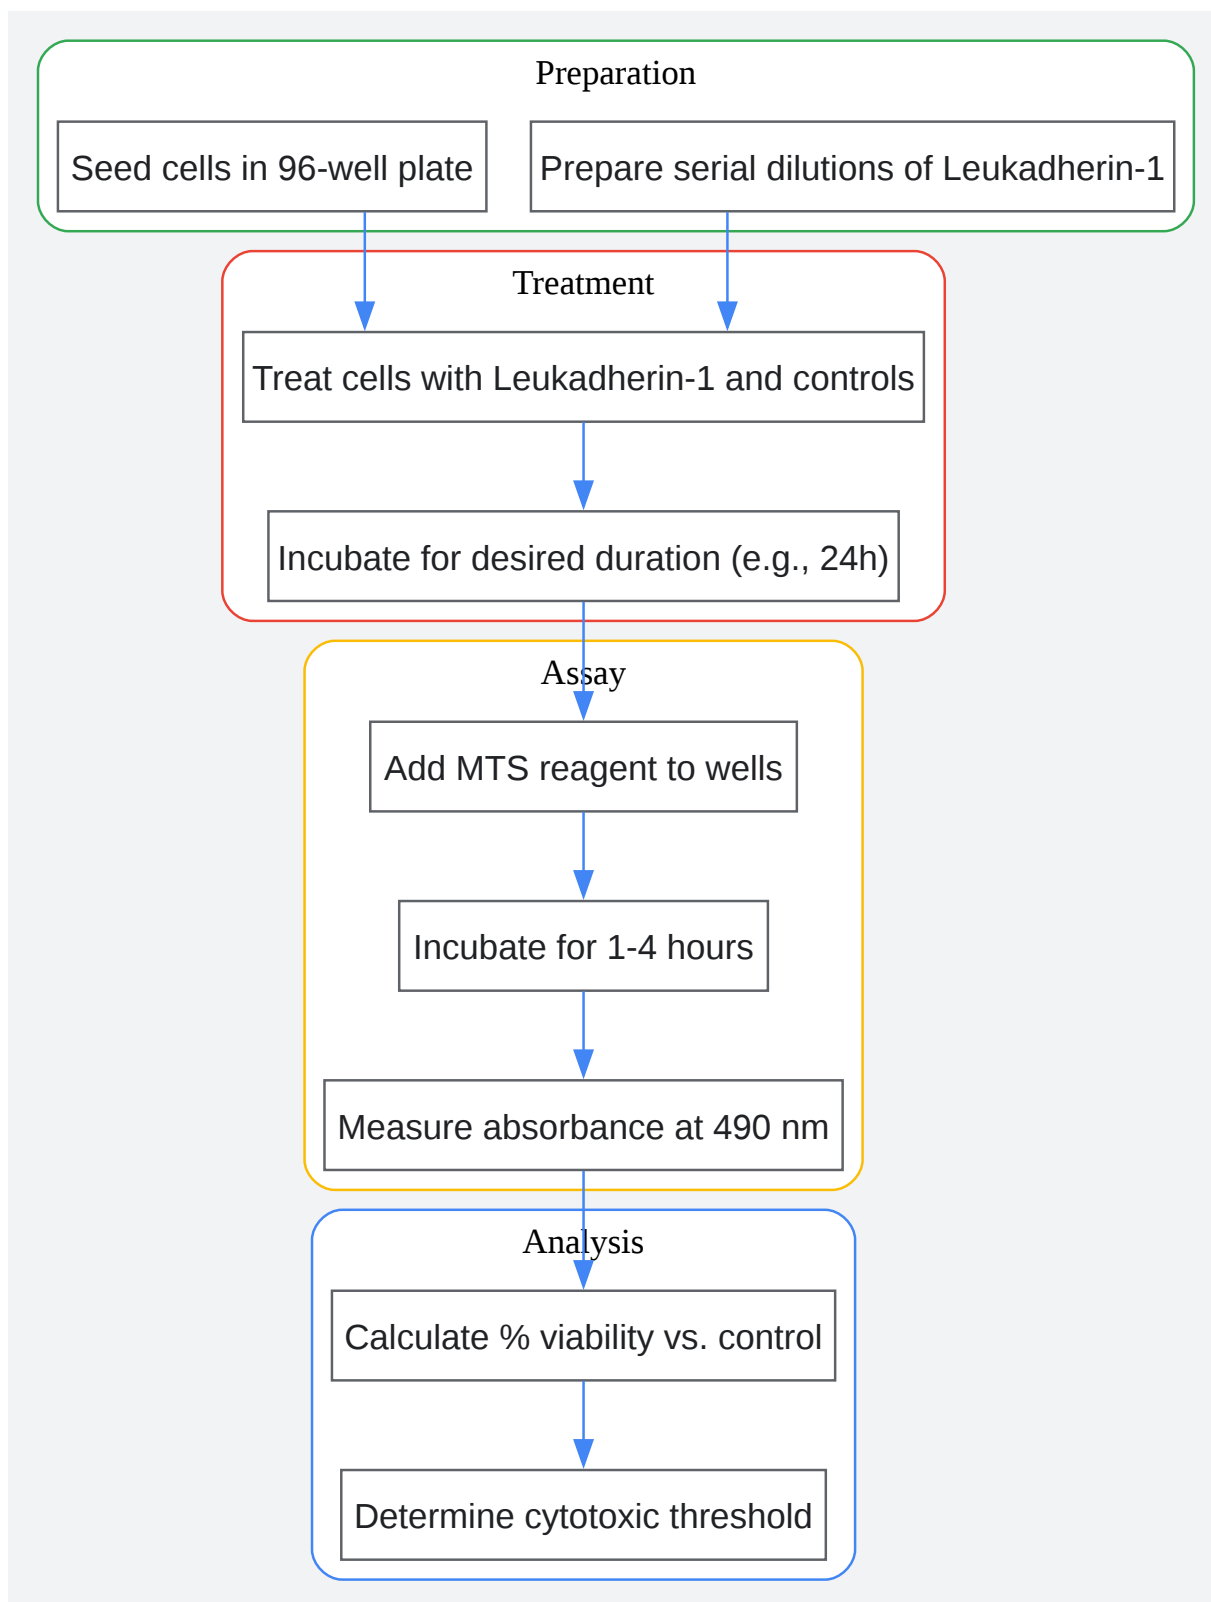 Preparation
Seed cells in 96-well plate
Prepare serial dilutions of Leukadherin-1
Treatment
Treat cells with Leukadherin-1 and controls
Incubate for desired duration (e.g., 24h)
Assay
Add MTS reagent to wells
Incubate for 1-4 hours
Measure absorbance at 490 nm
Analysis
Calculate % viability vs. control
Determine cytotoxic threshold